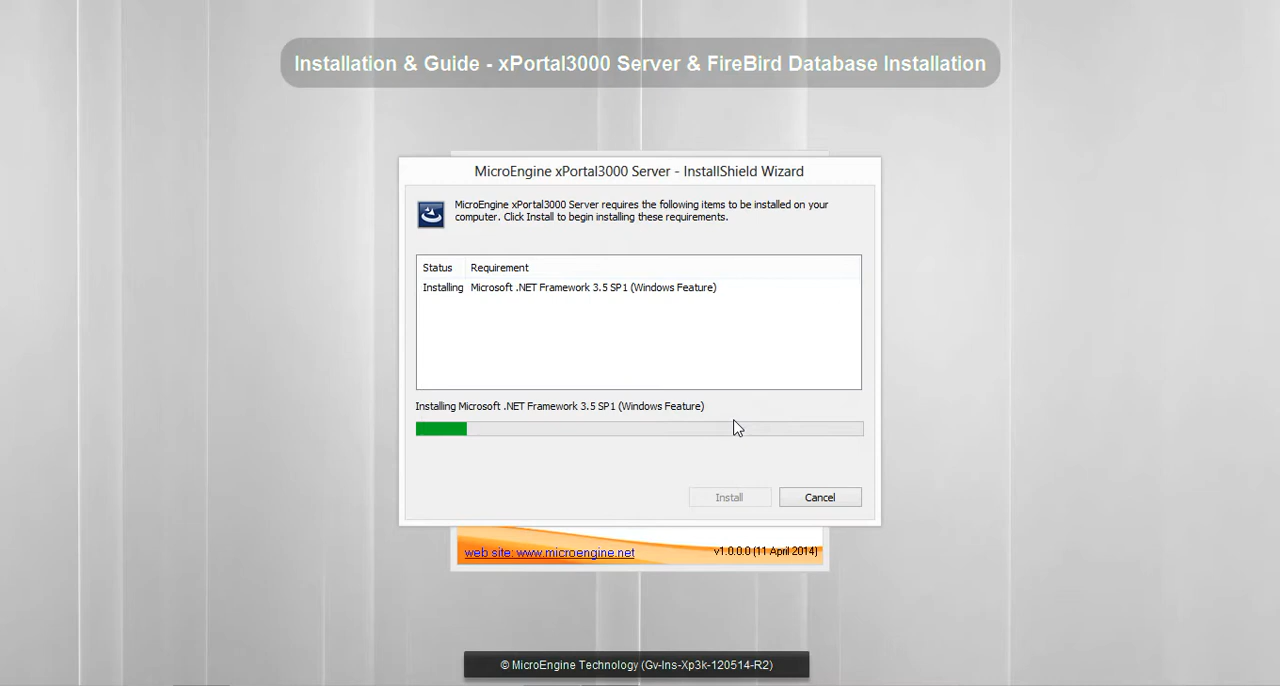 Installation & Guide - xPortal3000 Server & FireBird Database Installation
MicroEngine xPortal3000 Server - InstallShield Wizard
MicroEngine xPortal3000 Server requires the following items to be installed on your
computer. Click Install to begin installing these requirements.
Status Requirement
Installing Microsoft .NET Framework 3.5 SP1 (Windows Feature)
Installing Microsoft .NET Framework 3.5 SP1 (Windows Feature)
Install Cancel
web site: www.microengine.net v1.0.0.0 (11 April 2014)
© MicroEngine Technology (Gv-Ins-Xp3k-120514-R2)